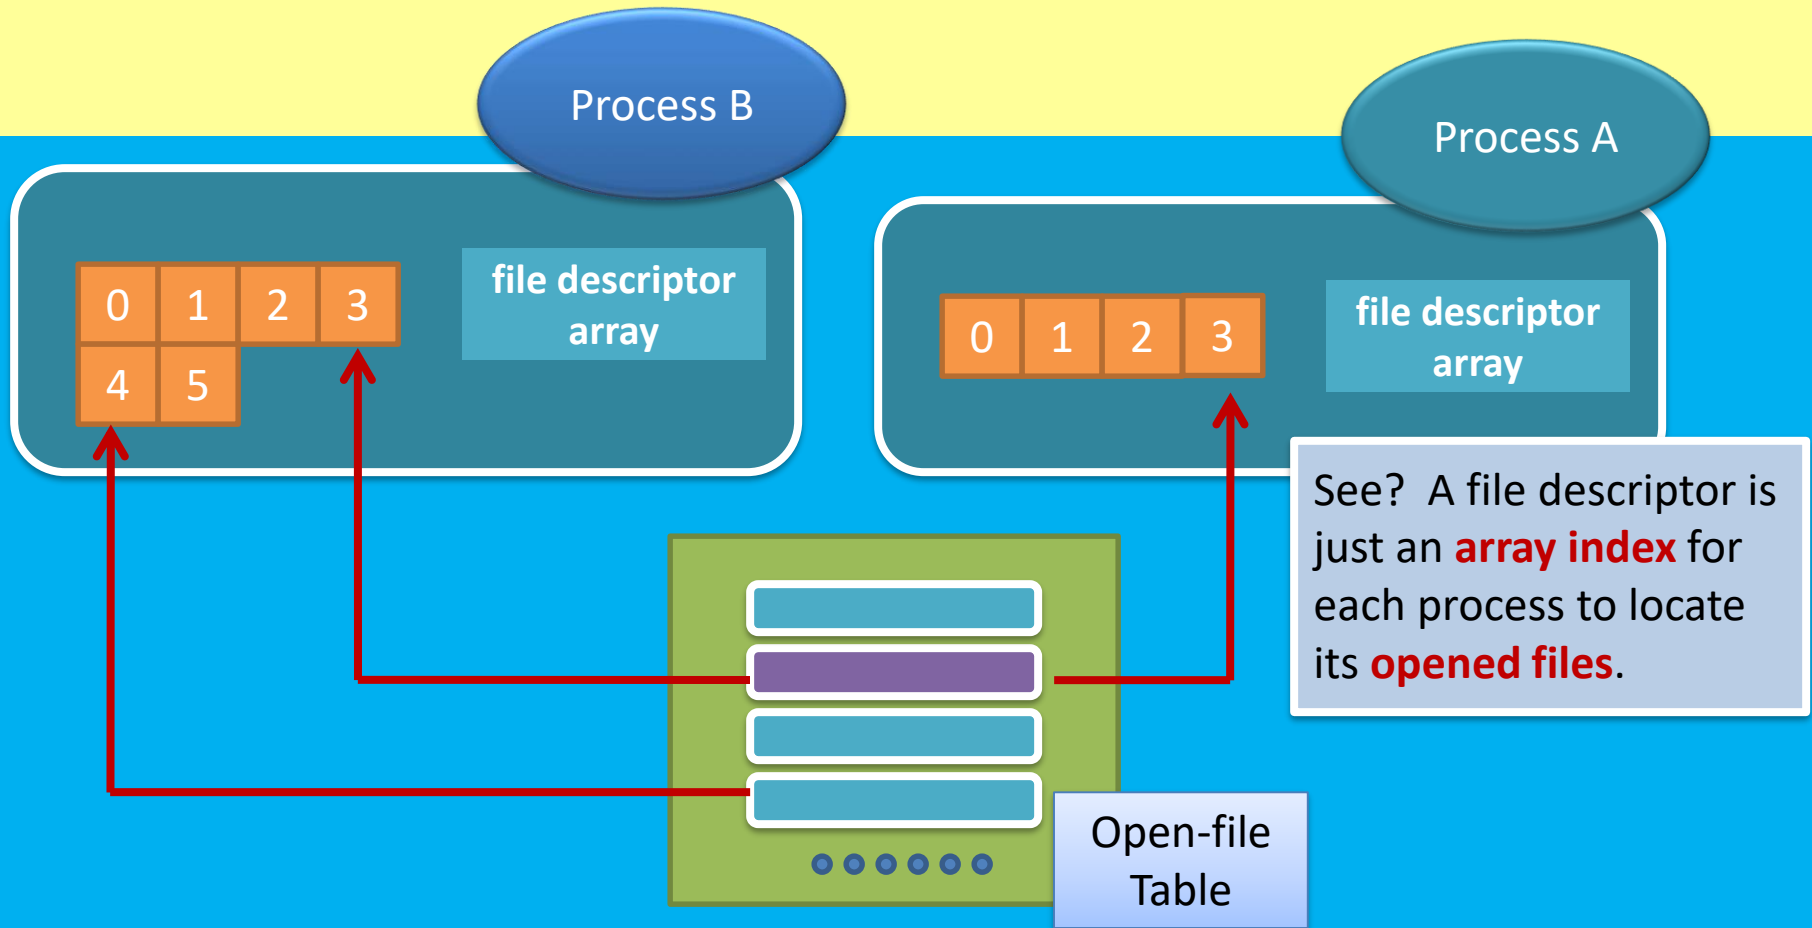 Process B
Process A
0 1 2 3
4 5
file descriptor
array
0 1 2 3
file descriptor
array
See?  A file descriptor is
just an array index for
each process to locate
its opened files.
Open-file
Table